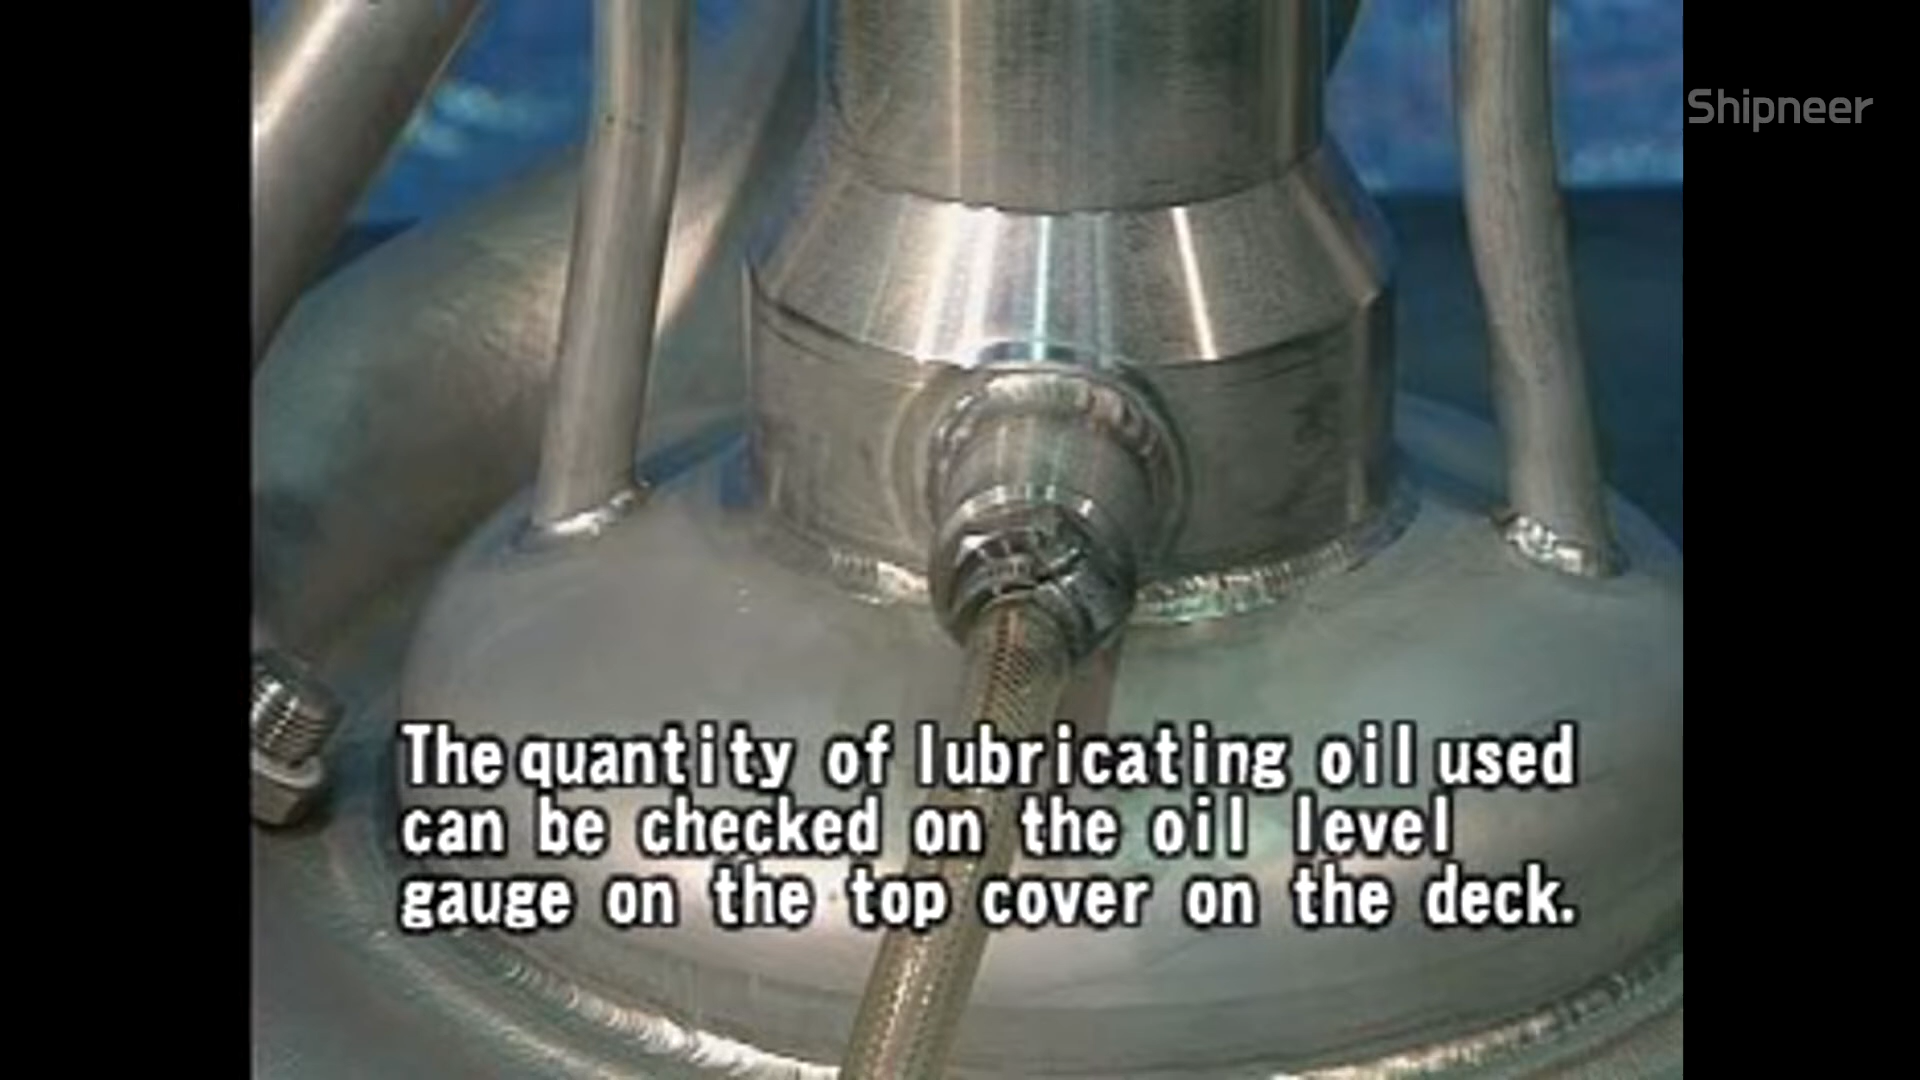 Shipneer
The quantity of lubricating oil used
can be checked on the oil level
gauge on the top cover on the deck.